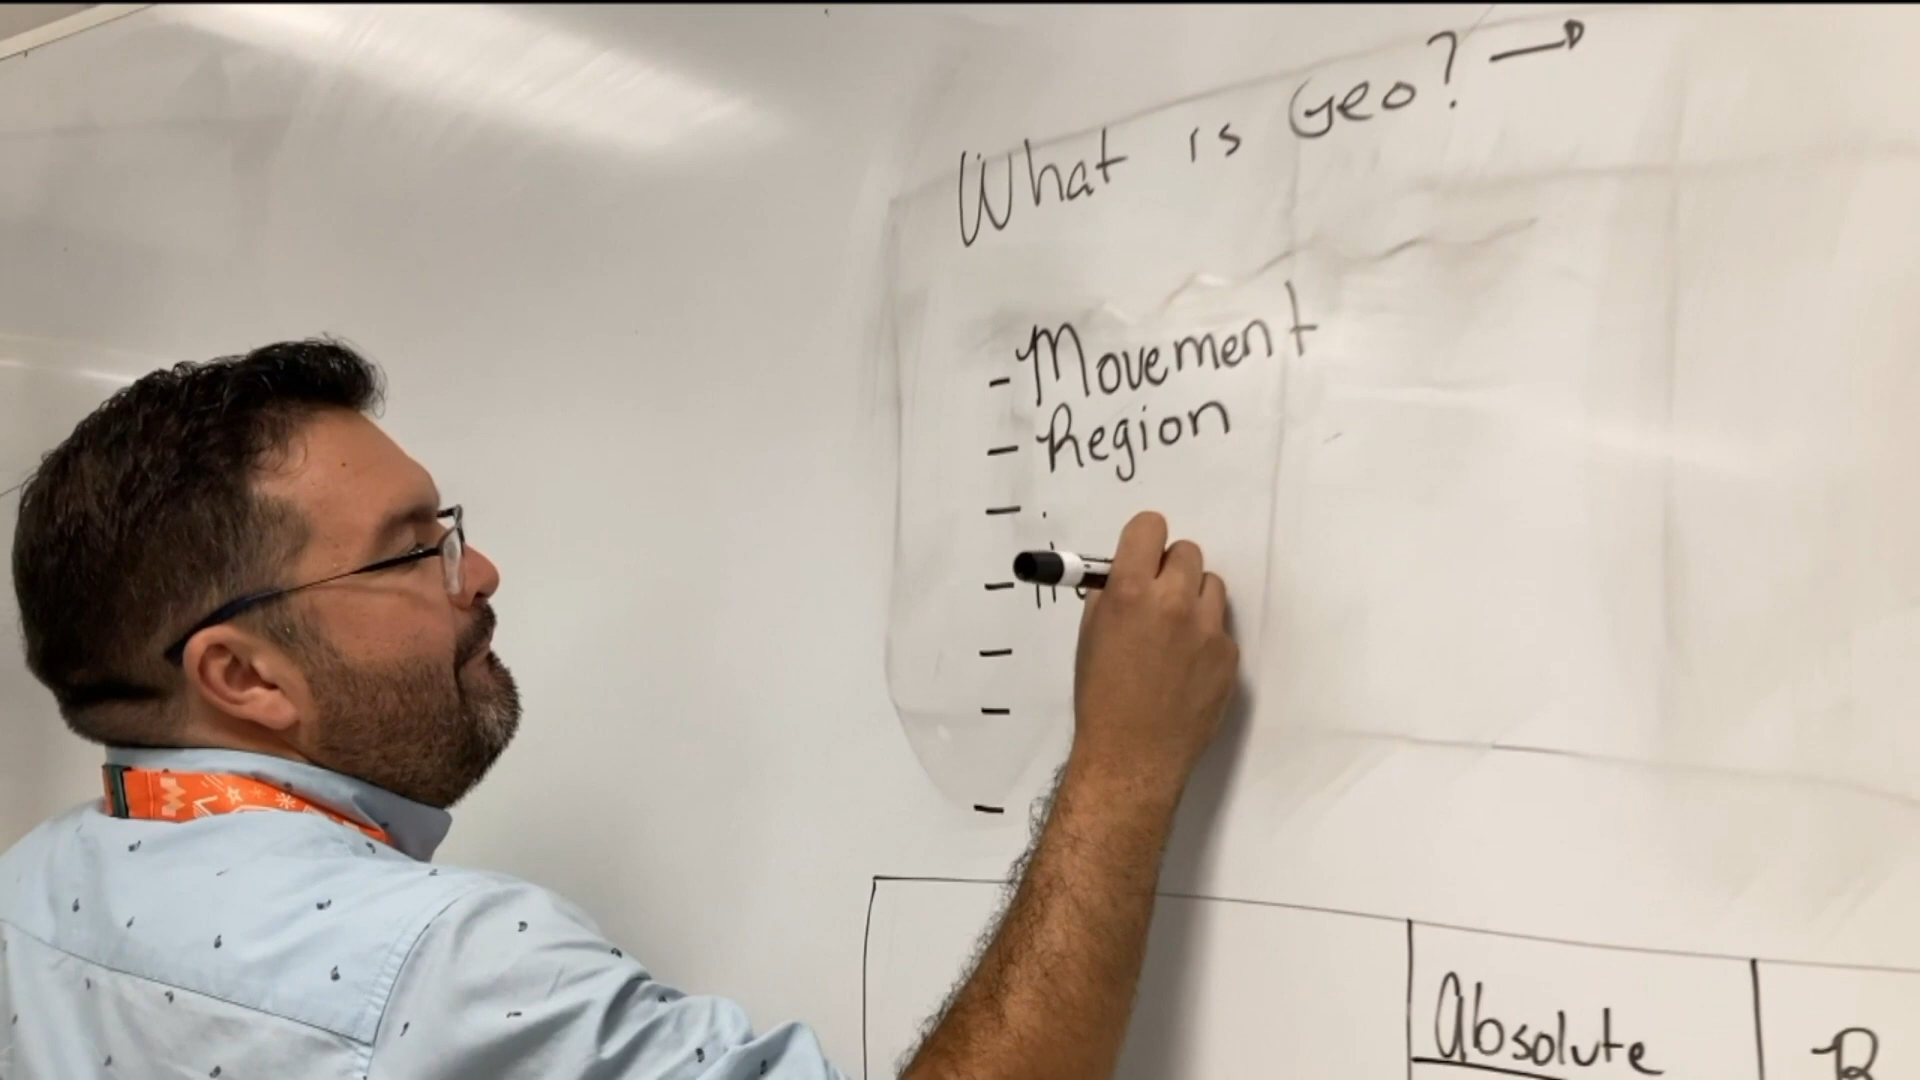 What is Geo? →
- Movement
- Region
-
-
-
-
-
Absolute
R